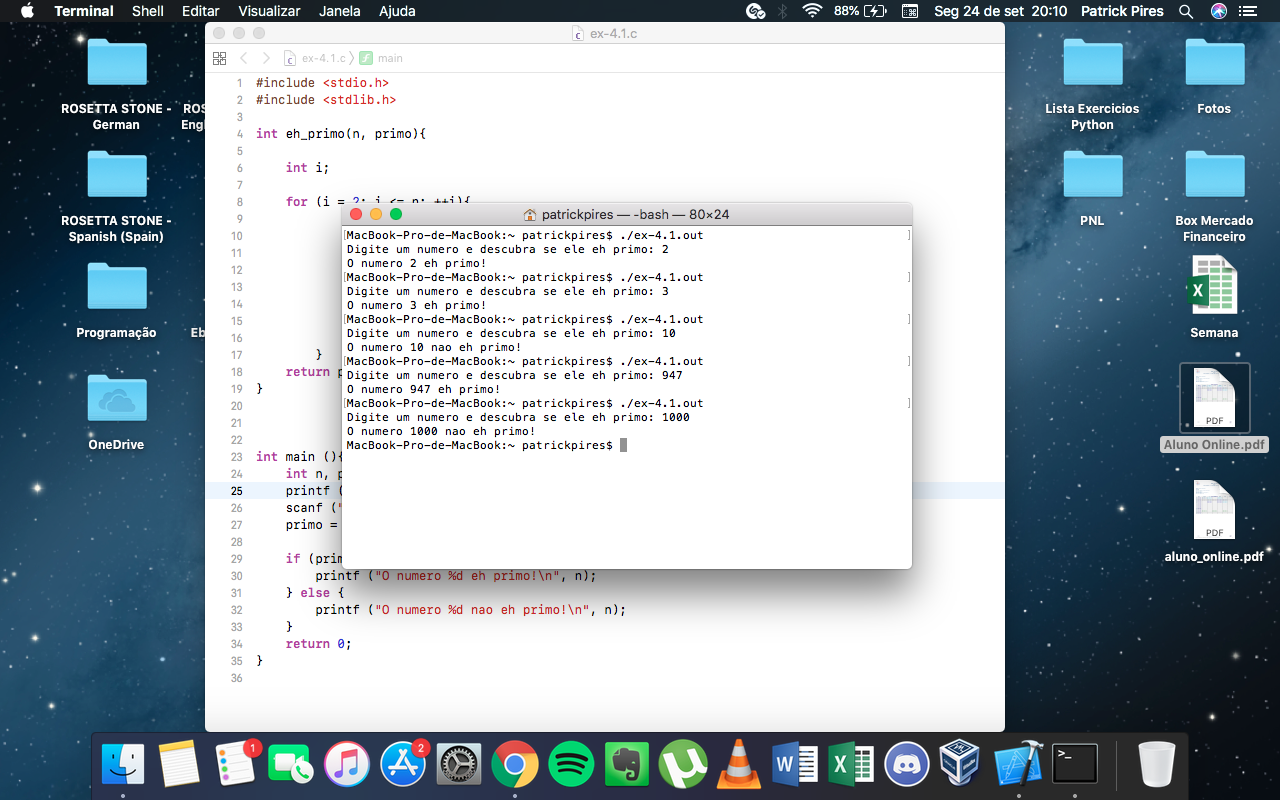 Terminal Shell Editar Visualizar Janela Ajuda 88% Seg 24 de set 20:10 Patrick Pires
ex-4.1.c
ex-4.1.c main
1 #include <stdio.h>
2 #include <stdlib.h>
3
4 int eh_primo(n, primo){
5
6 int i;
7
8 for (i = 2; i <= n; ++i){
9
10
11
12
13
14
15
16
17 }
18 return p
19 }
20
21
22
23 int main (){
24 int n, p
25 printf (
26 scanf ("
27 primo =
28
29 if (prim
30 printf ("O numero %d eh primo!\n", n);
31 } else {
32 printf ("O numero %d nao eh primo!\n", n);
33 }
34 return 0;
35 }
36
patrickpires — -bash — 80×24
[MacBook-Pro-de-MacBook:~ patrickpires$ ./ex-4.1.out ]
Digite um numero e descubra se ele eh primo: 2
O numero 2 eh primo!
[MacBook-Pro-de-MacBook:~ patrickpires$ ./ex-4.1.out ]
Digite um numero e descubra se ele eh primo: 3
O numero 3 eh primo!
[MacBook-Pro-de-MacBook:~ patrickpires$ ./ex-4.1.out ]
Digite um numero e descubra se ele eh primo: 10
O numero 10 nao eh primo!
[MacBook-Pro-de-MacBook:~ patrickpires$ ./ex-4.1.out ]
Digite um numero e descubra se ele eh primo: 947
O numero 947 eh primo!
[MacBook-Pro-de-MacBook:~ patrickpires$ ./ex-4.1.out ]
Digite um numero e descubra se ele eh primo: 1000
O numero 1000 nao eh primo!
MacBook-Pro-de-MacBook:~ patrickpires$
ROSETTA STONE -
German
ROS
Engl
ROSETTA STONE -
Spanish (Spain)
Programação
Eb
OneDrive
Lista Exercicios
Python
Fotos
PNL
Box Mercado
Financeiro
Semana
PDF
Aluno Online.pdf
PDF
aluno_online.pdf
1
2